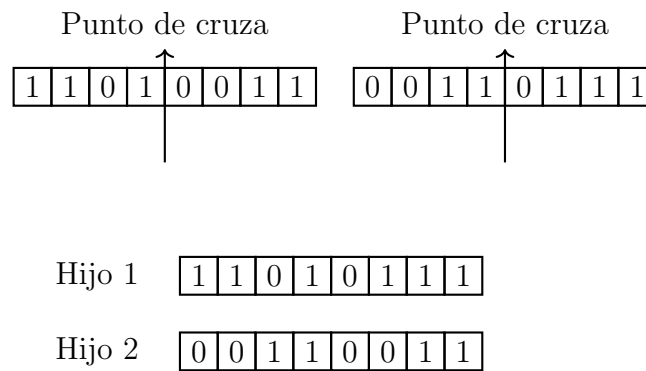 Punto de cruza Punto de cruza
1 1 0 1 0 0 1 1 0 0 1 1 0 1 1 1
Hijo 1 1 1 0 1 0 1 1 1
Hijo 2 0 0 1 1 0 0 1 1